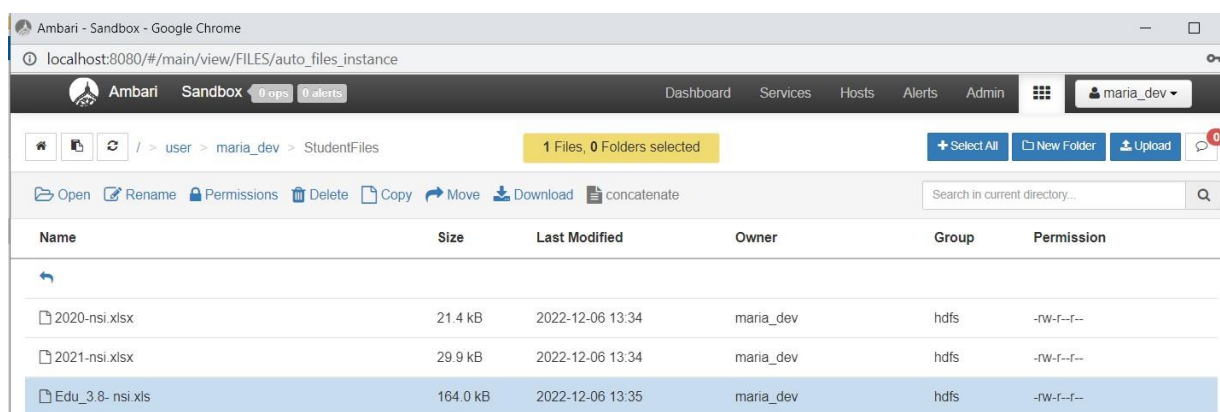 Ambari - Sandbox - Google Chrome
localhost:8080/#/main/view/FILES/auto_files_instance
Ambari Sandbox 0 ops 0 alerts Dashboard Services Hosts Alerts Admin maria_dev
/ > user > maria_dev > StudentFiles 1 Files, 0 Folders selected + Select All New Folder Upload 0
Open Rename Permissions Delete Copy Move Download concatenate Search in current directory...
Name Size Last Modified Owner Group Permission
2020-nsi.xlsx 21.4 kB 2022-12-06 13:34 maria_dev hdfs -rw-r--r--
2021-nsi.xlsx 29.9 kB 2022-12-06 13:34 maria_dev hdfs -rw-r--r--
Edu_3.8- nsi.xls 164.0 kB 2022-12-06 13:35 maria_dev hdfs -rw-r--r--